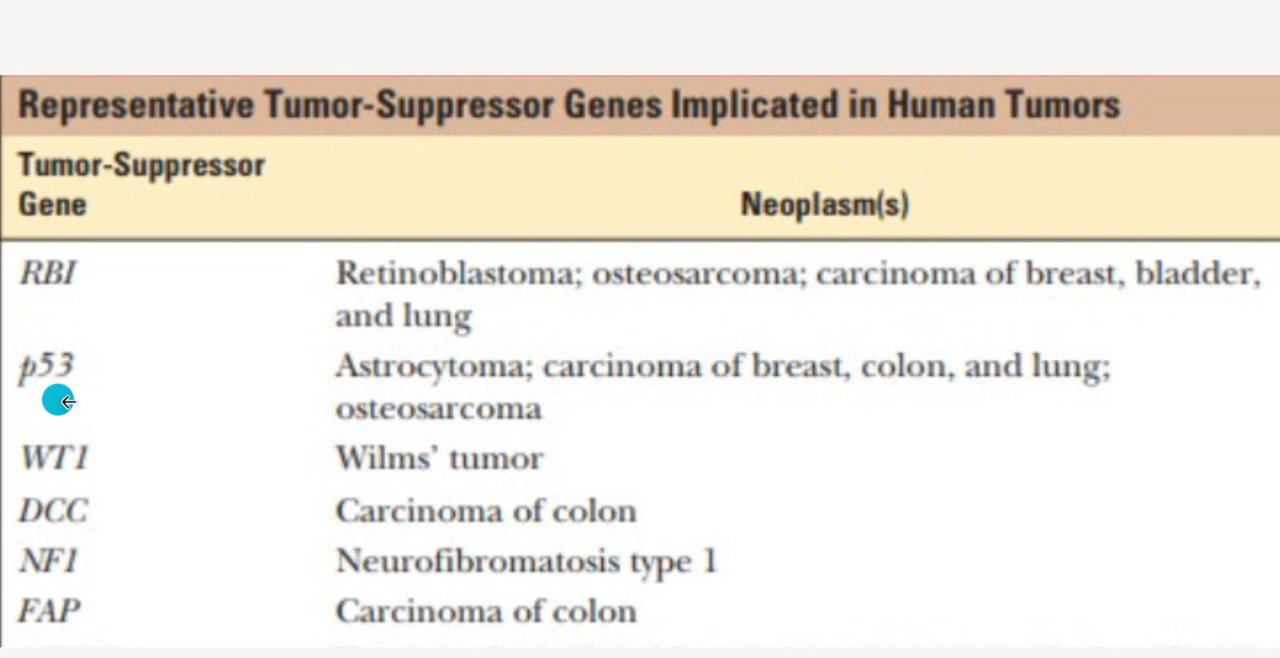 Representative Tumor-Suppressor Genes Implicated in Human Tumors
Tumor-Suppressor
Gene Neoplasm(s)
RBI Retinoblastoma; osteosarcoma; carcinoma of breast, bladder,
and lung
p53 Astrocytoma; carcinoma of breast, colon, and lung;
osteosarcoma
WT1 Wilms’ tumor
DCC Carcinoma of colon
NF1 Neurofibromatosis type 1
FAP Carcinoma of colon